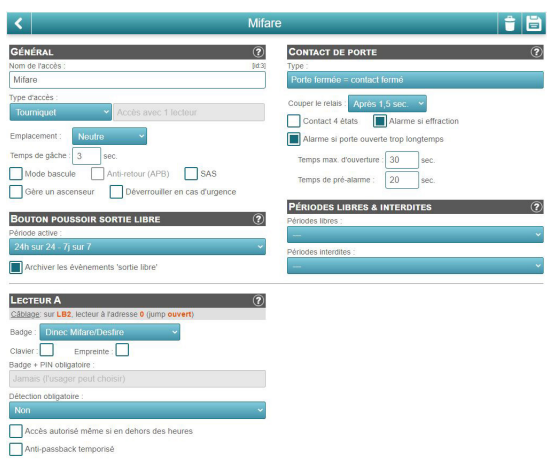 Mifare
GÉNÉRAL ?
Nom de l'accès : [id:3]
Mifare
Type d'accès :
Tourniquet Accès avec 1 lecteur
Emplacement : Neutre
Temps de gâche : 3 sec.
Mode bascule Anti-retour (APB) SAS
Gère un ascenseur Déverrouiller en cas d'urgence
BOUTON POUSSOIR SORTIE LIBRE ?
Période active :
24h sur 24 - 7j sur 7
Archiver les évènements 'sortie libre'
LECTEUR A ?
Câblage: sur LB2, lecteur à l'adresse 0 (jump ouvert)
Badge : Dinec Mifare/Desfire
Clavier : Empreinte :
Badge + PIN obligatoire :
Jamais (l'usager peut choisir)
Détection obligatoire :
Non
Accès autorisé même si en dehors des heures
Anti-passback temporisé
CONTACT DE PORTE ?
Type :
Porte fermée = contact fermé
Couper le relais : Après 1,5 sec.
Contact 4 états Alarme si effraction
Alarme si porte ouverte trop longtemps
Temps max. d'ouverture : 30 sec.
Temps de pré-alarme : 20 sec.
PÉRIODES LIBRES & INTERDITES ?
Périodes libres :
---
Périodes interdites :
---